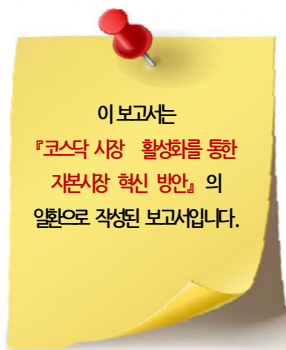 이 보고서는
『코스닥 시장 활성화를 통한
자본시장 혁신 방안』의
일환으로 작성된 보고서입니다.